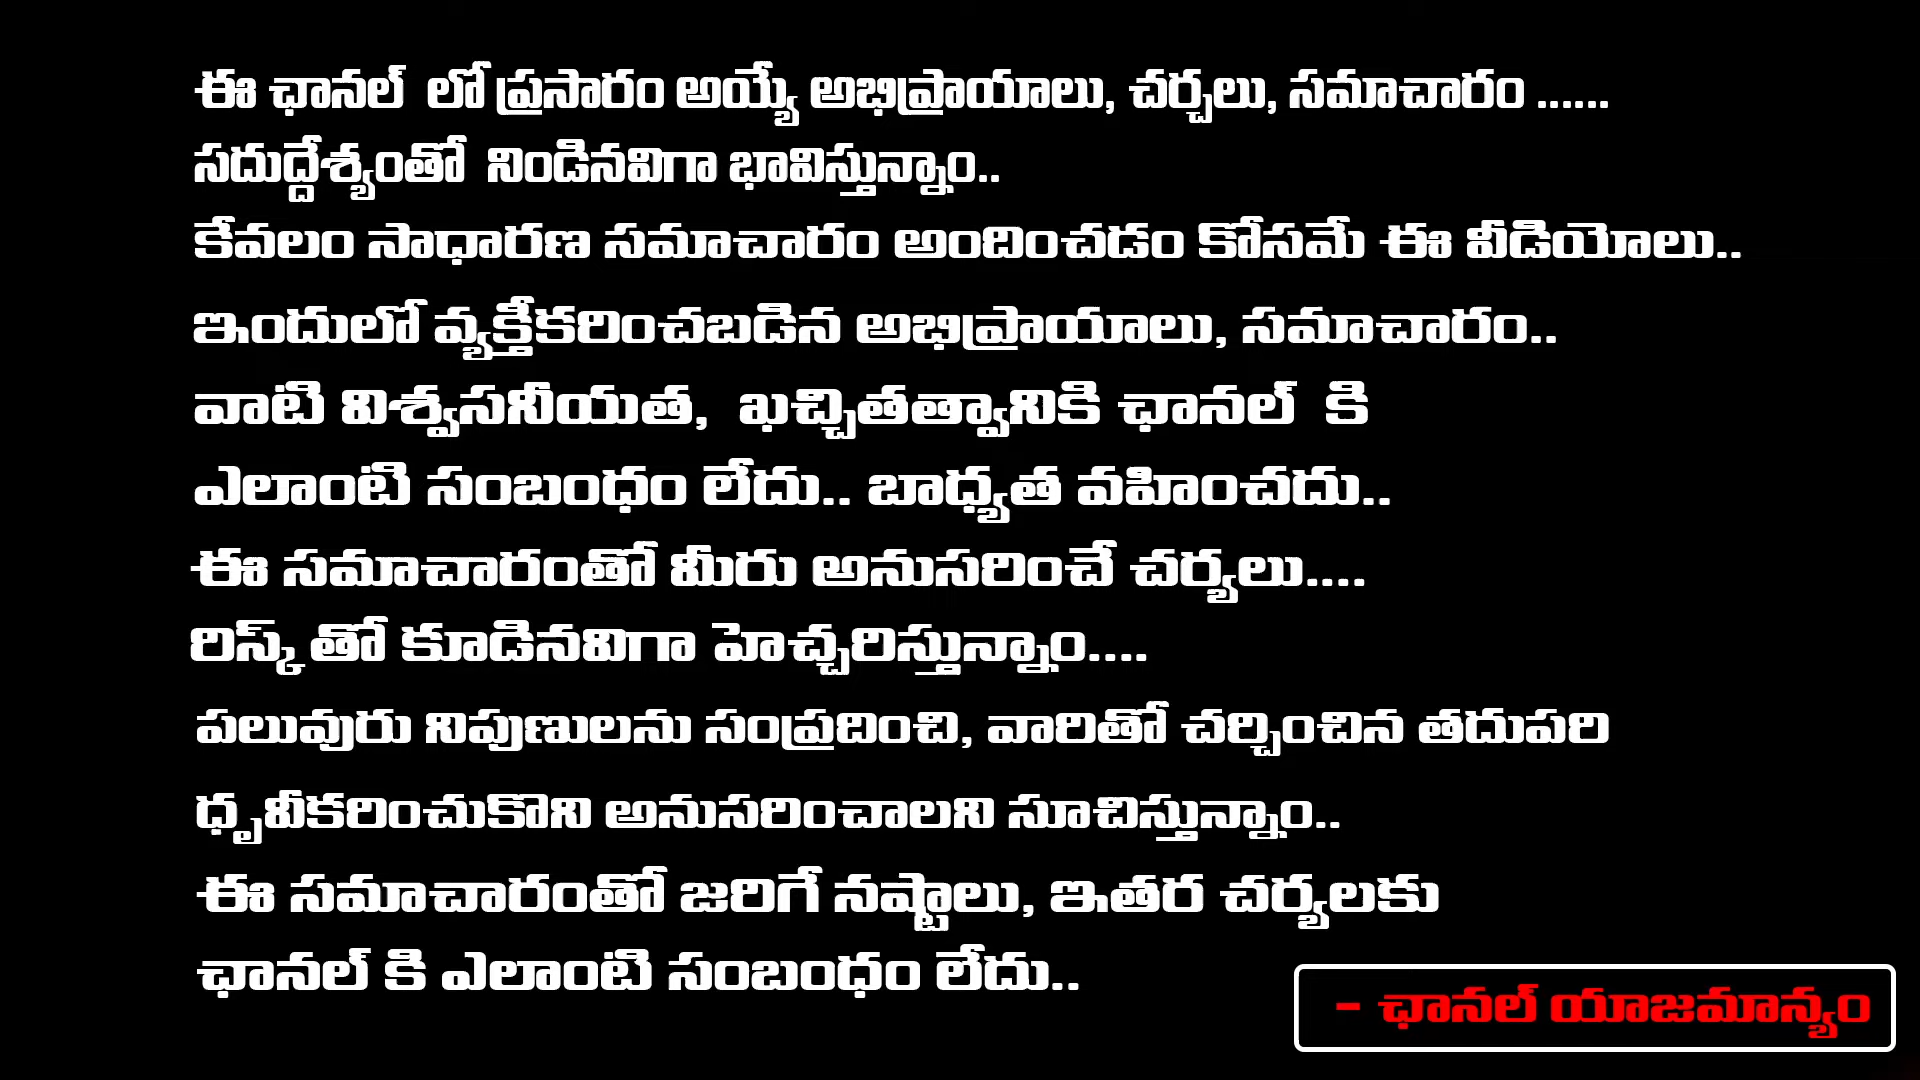 ఈ ఛానల్ లో ప్రసారం అయ్యే అభిప్రాయాలు, చర్చలు, సమాచారం ......
సదుద్దేశ్యంతో నిండినవిగా భావిస్తున్నాం..
కేవలం సాధారణ సమాచారం అందించడం కోసమే ఈ వీడియోలు..
ఇందులో వ్యక్తీకరించబడిన అభిప్రాయాలు, సమాచారం..
వాటి విశ్వసనీయత, ఖచ్చితత్వానికి ఛానల్ కి
ఎలాంటి సంబంధం లేదు.. బాధ్యత వహించదు..
ఈ సమాచారంతో మీరు అనుసరించే చర్యలు....
రిస్క్ తో కూడినవిగా హెచ్చరిస్తున్నాం....
పలువురు నిపుణులను సంప్రదించి, వారితో చర్చించిన తదుపరి
ధృవీకరించుకొని అనుసరించాలని సూచిస్తున్నాం..
ఈ సమాచారంతో జరిగే నష్టాలు, ఇతర చర్యలకు
ఛానల్ కి ఎలాంటి సంబంధం లేదు..
- ఛానల్ యాజమాన్యం